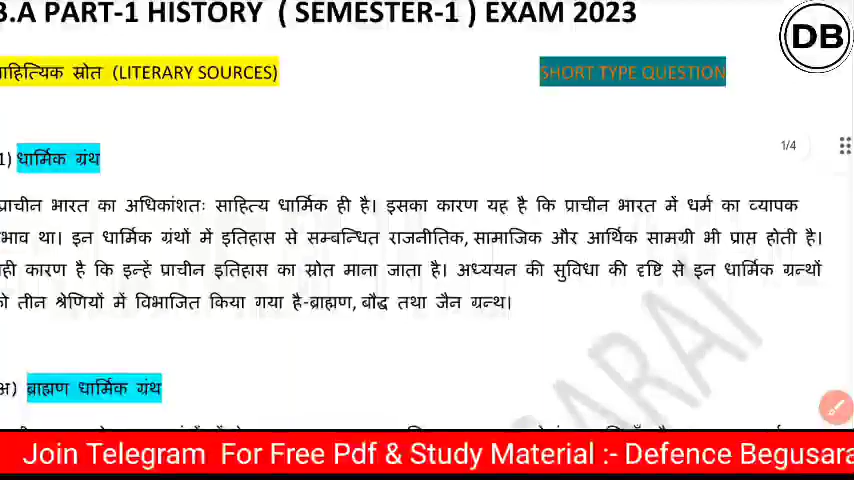 .A PART-1 HISTORY ( SEMESTER-1 ) EXAM 2023
DB
स्रोत (LITERARY SOURCES)
SHORT TYPE QUESTION
1/4
1) धार्मिक ग्रंथ
प्राचीन भारत का अधिकांशतः साहित्य धार्मिक ही है। इसका कारण यह है कि प्राचीन भारत में धर्म का व्यापक
भाव था। इन धार्मिक ग्रंथों में इतिहास से सम्बन्धित राजनीतिक, सामाजिक और आर्थिक सामग्री भी प्राप्त होती है।
ही कारण है कि इन्हें प्राचीन इतिहास का स्रोत माना जाता है। अध्ययन की सुविधा की दृष्टि से इन धार्मिक ग्रन्थों
तीन श्रेणियों में विभाजित किया गया है-ब्राह्मण, बौद्ध तथा जैन ग्रन्थ।
अ) ब्राह्मण धार्मिक ग्रंथ
Join Telegram For Free Pdf & Study Material :- Defence Begusara